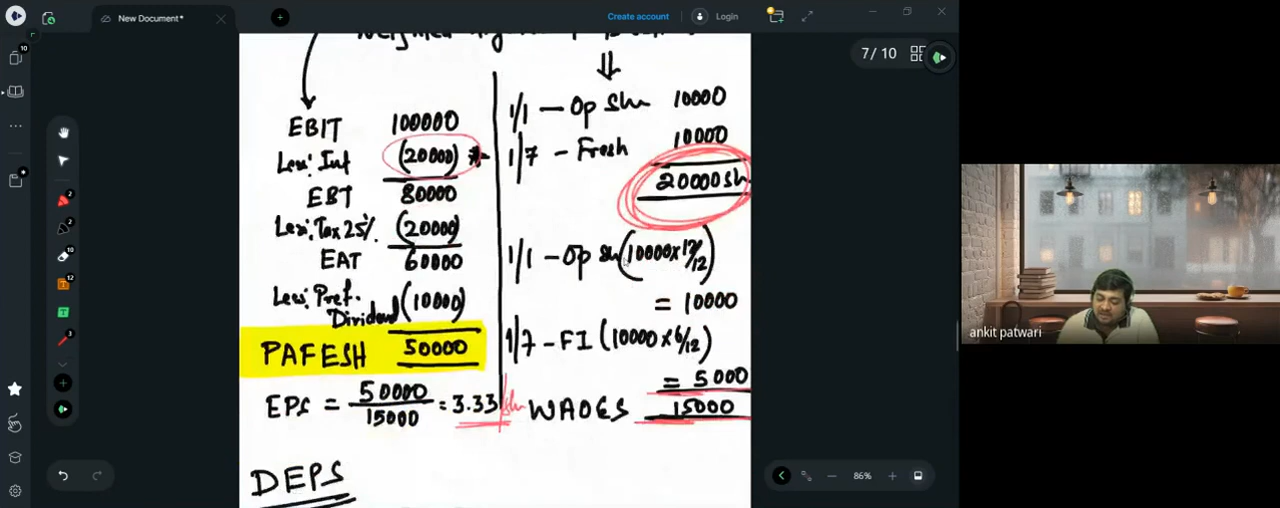 New Document*
Create account
Login
7 / 10
10
EBIT 100000
Less: Int (20000)
EBT 80000
Less: Tax 25% (20000)
EAT 60000
Less: Pref. Dividend (10000)
PAFESH 50000
EPS = 50000 / 15000 = 3.33/sh
1/1 — Op Sh 10000
1/7 - Fresh 10000
20000 sh
1/1 — Op sh (10000 x 12/12)
= 10000
1/7 - FI (10000 x 6/12)
= 5000
WAOES 15000
DEPS
86%
ankit patwari